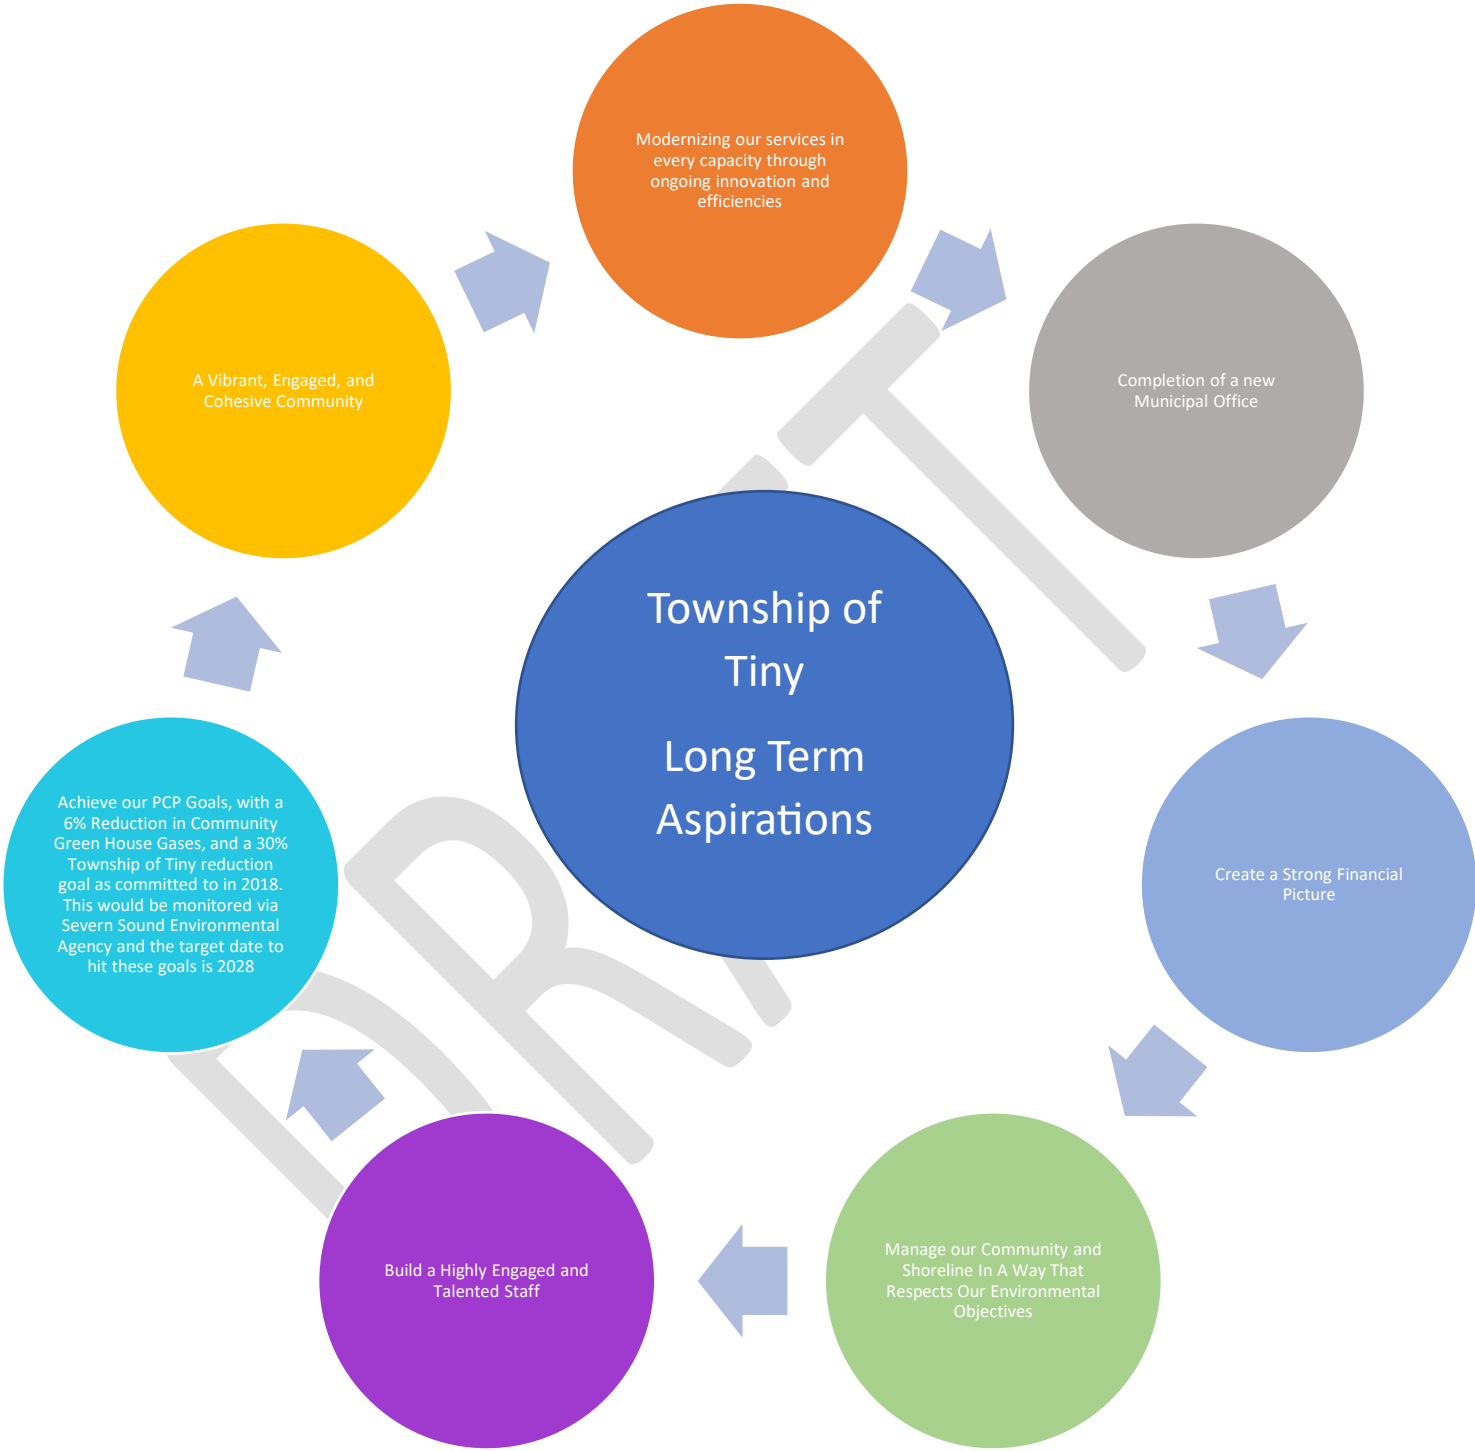 Modernizing our services in
every capacity through
ongoing innovation and
efficiencies
Completion of a new
Municipal Office
Create a Strong Financial
Picture
Manage our Community and
Shoreline In A Way That
Respects Our Environmental
Objectives
Build a Highly Engaged and
Talented Staff
Achieve our PCP Goals, with a
6% Reduction in Community
Green House Gases, and a 30%
Township of Tiny reduction
goal as committed to in 2018.
This would be monitored via
Severn Sound Environmental
Agency and the target date to
hit these goals is 2028
A Vibrant, Engaged, and
Cohesive Community
Township of
Tiny
Long Term
Aspirations
DRAFT